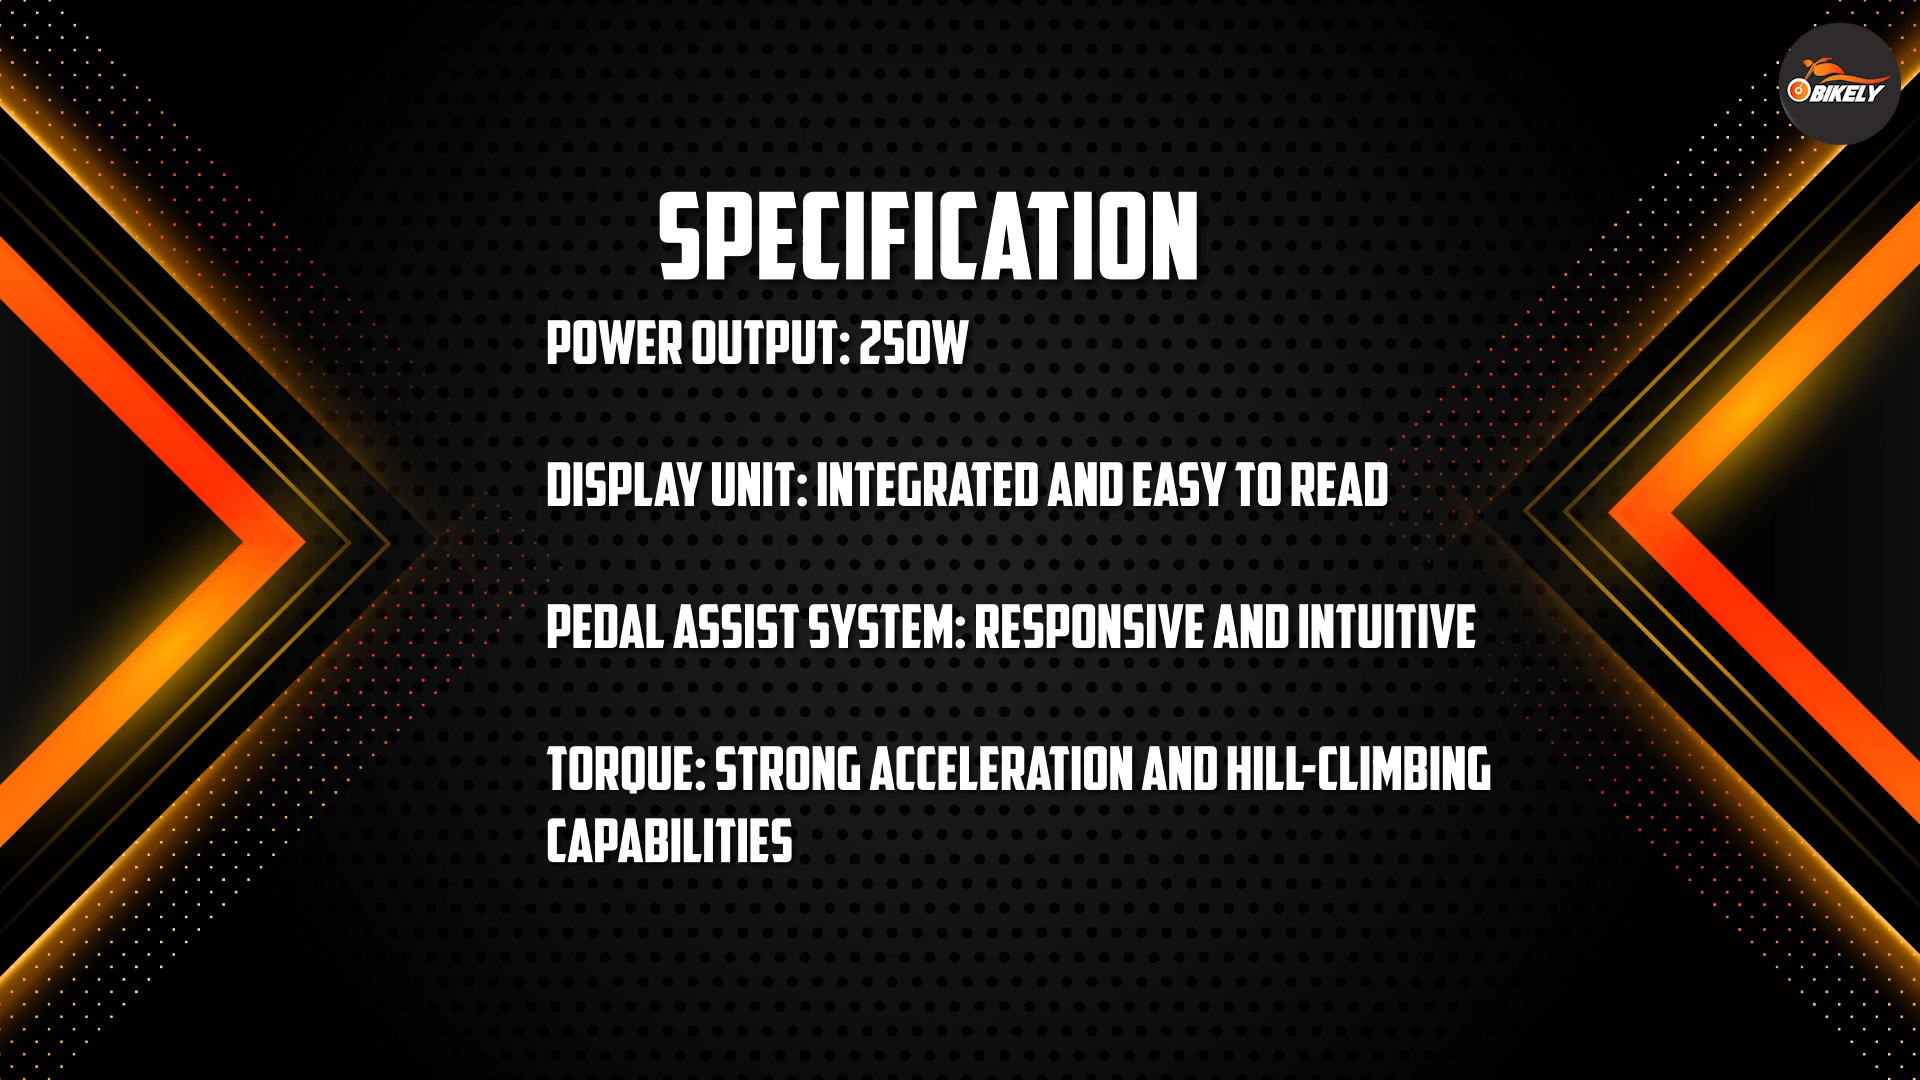 BIKELY
SPECIFICATION
POWER OUTPUT: 250W
DISPLAY UNIT: INTEGRATED AND EASY TO READ
PEDAL ASSIST SYSTEM: RESPONSIVE AND INTUITIVE
TORQUE: STRONG ACCELERATION AND HILL-CLIMBING
CAPABILITIES